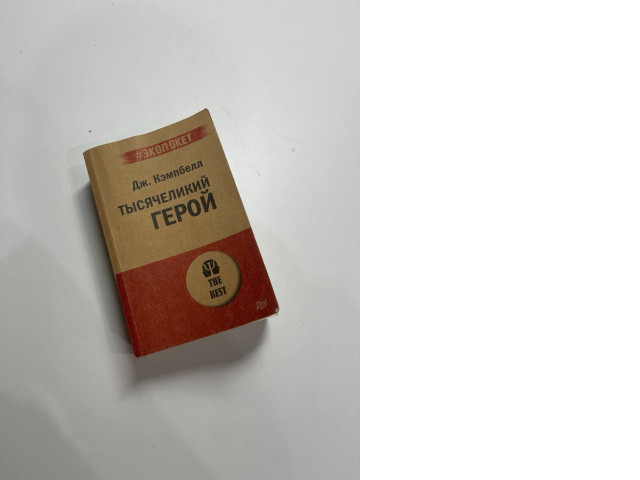 #ЭКОПОКЕТ
Дж. Кэмпбелл
ТЫСЯЧЕЛИКИЙ
ГЕРОЙ
THE
BEST